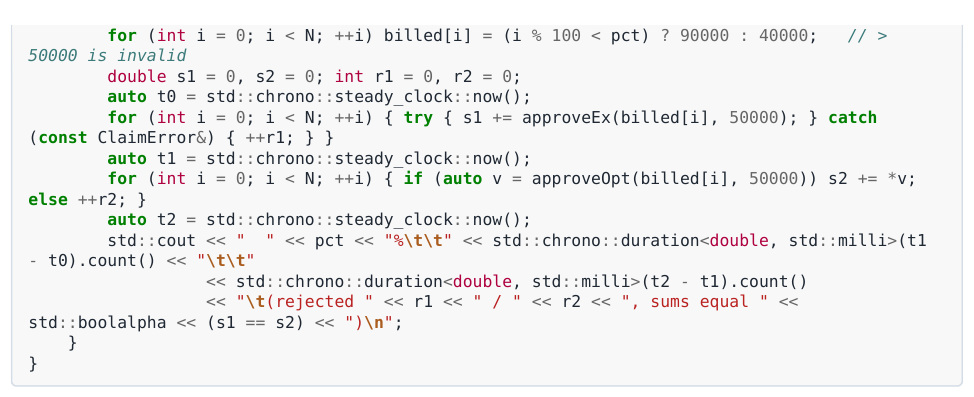 for (int i = 0; i < N; ++i) billed[i] = (i % 100 < pct) ? 90000 : 40000;   // >
50000 is invalid
        double s1 = 0, s2 = 0; int r1 = 0, r2 = 0;
        auto t0 = std::chrono::steady_clock::now();
        for (int i = 0; i < N; ++i) { try { s1 += approveEx(billed[i], 50000); } catch
(const ClaimError&) { ++r1; } }
        auto t1 = std::chrono::steady_clock::now();
        for (int i = 0; i < N; ++i) { if (auto v = approveOpt(billed[i], 50000)) s2 += *v;
else ++r2; }
        auto t2 = std::chrono::steady_clock::now();
        std::cout << "  " << pct << "%\t\t" << std::chrono::duration<double, std::milli>(t1
- t0).count() << "\t\t"
                  << std::chrono::duration<double, std::milli>(t2 - t1).count()
                  << "\t(rejected " << r1 << " / " << r2 << ", sums equal " <<
std::boolalpha << (s1 == s2) << ")\n";
    }
}